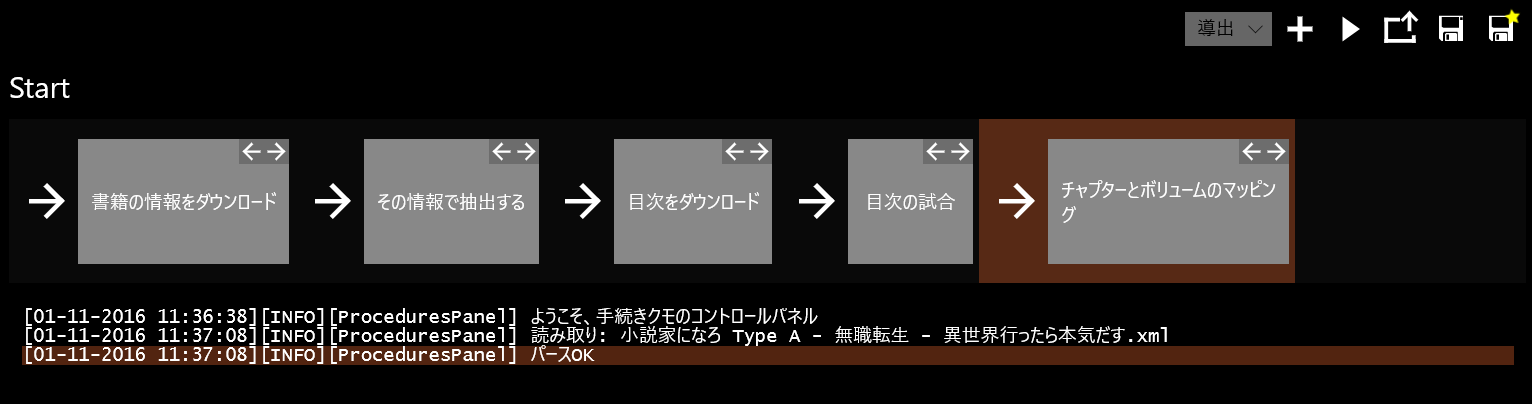 導出
Start
書籍の情報をダウンロード
その情報で抽出する
目次をダウンロード
目次の試合
チャプターとボリュームのマッピン
グ
[01-11-2016 11:36:38][INFO][ProceduresPanel] ようこそ、手続きクモのコントロールパネル
[01-11-2016 11:37:08][INFO][ProceduresPanel] 読み取り: 小説家になろ Type A - 無職転生 - 異世界行ったら本気だす.xml
[01-11-2016 11:37:08][INFO][ProceduresPanel] パースOK